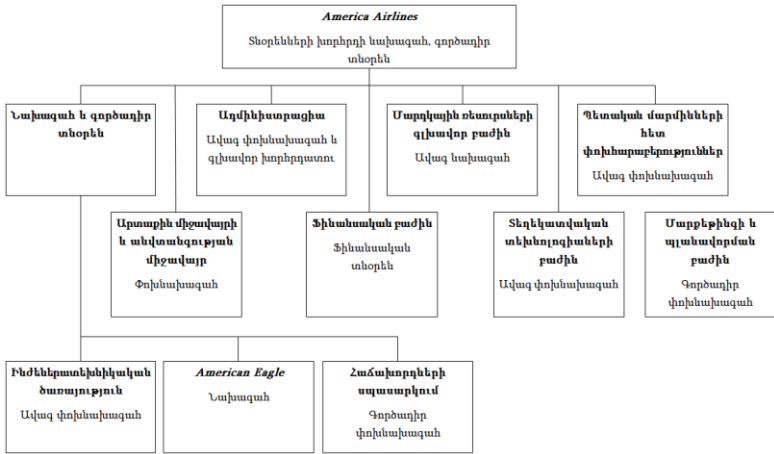 America Airlines
Տնօրենների խորհրդի նախագահ, գործադիր
տնօրեն
Նախագահ և գործադիր
տնօրեն
Ադմինիստրացիա
Ավագ փոխնախագահ և
գլխավոր խորհրդատու
Մարդկային ռեսուրսների
գլխավոր բաժին
Ավագ նախագահ
Պետական մարմինների
հետ
փոխհարաբերություններ
Ավագ փոխնախագահ
Արտաքին միջավայրի
և անվտանգության
միջավայր
Փոխնախագահ
Ֆինանսական բաժին
Ֆինանսական
տնօրեն
Տեղեկատվական
տեխնոլոգիաների
բաժին
Ավագ փոխնախագահ
Մարքեթինգի և
պլանավորման
բաժին
Գործադիր
փոխնախագահ
Ինժեներատեխնիկական
ծառայություն
Ավագ փոխնախագահ
American Eagle
Նախագահ
Հաճախորդների
սպասարկում
Գործադիր
փոխնախագահ